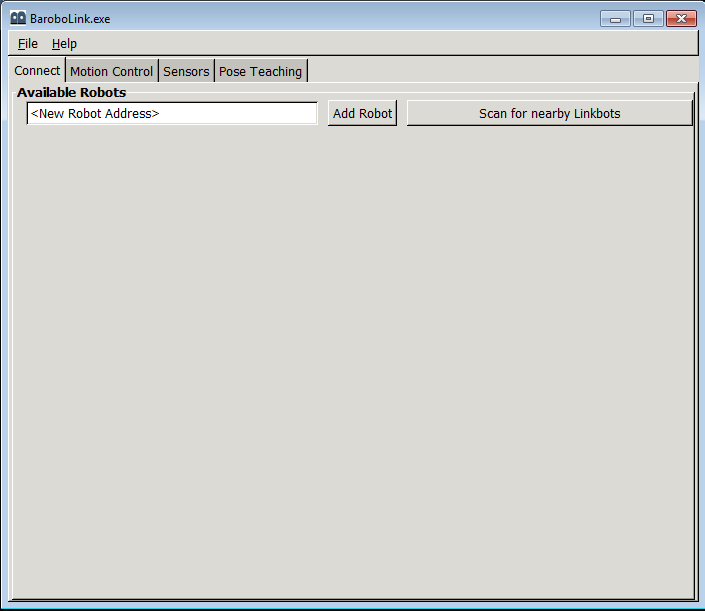 BaroboLink.exe
File Help
Connect Motion Control Sensors Pose Teaching
Available Robots
<New Robot Address> Add Robot Scan for nearby Linkbots